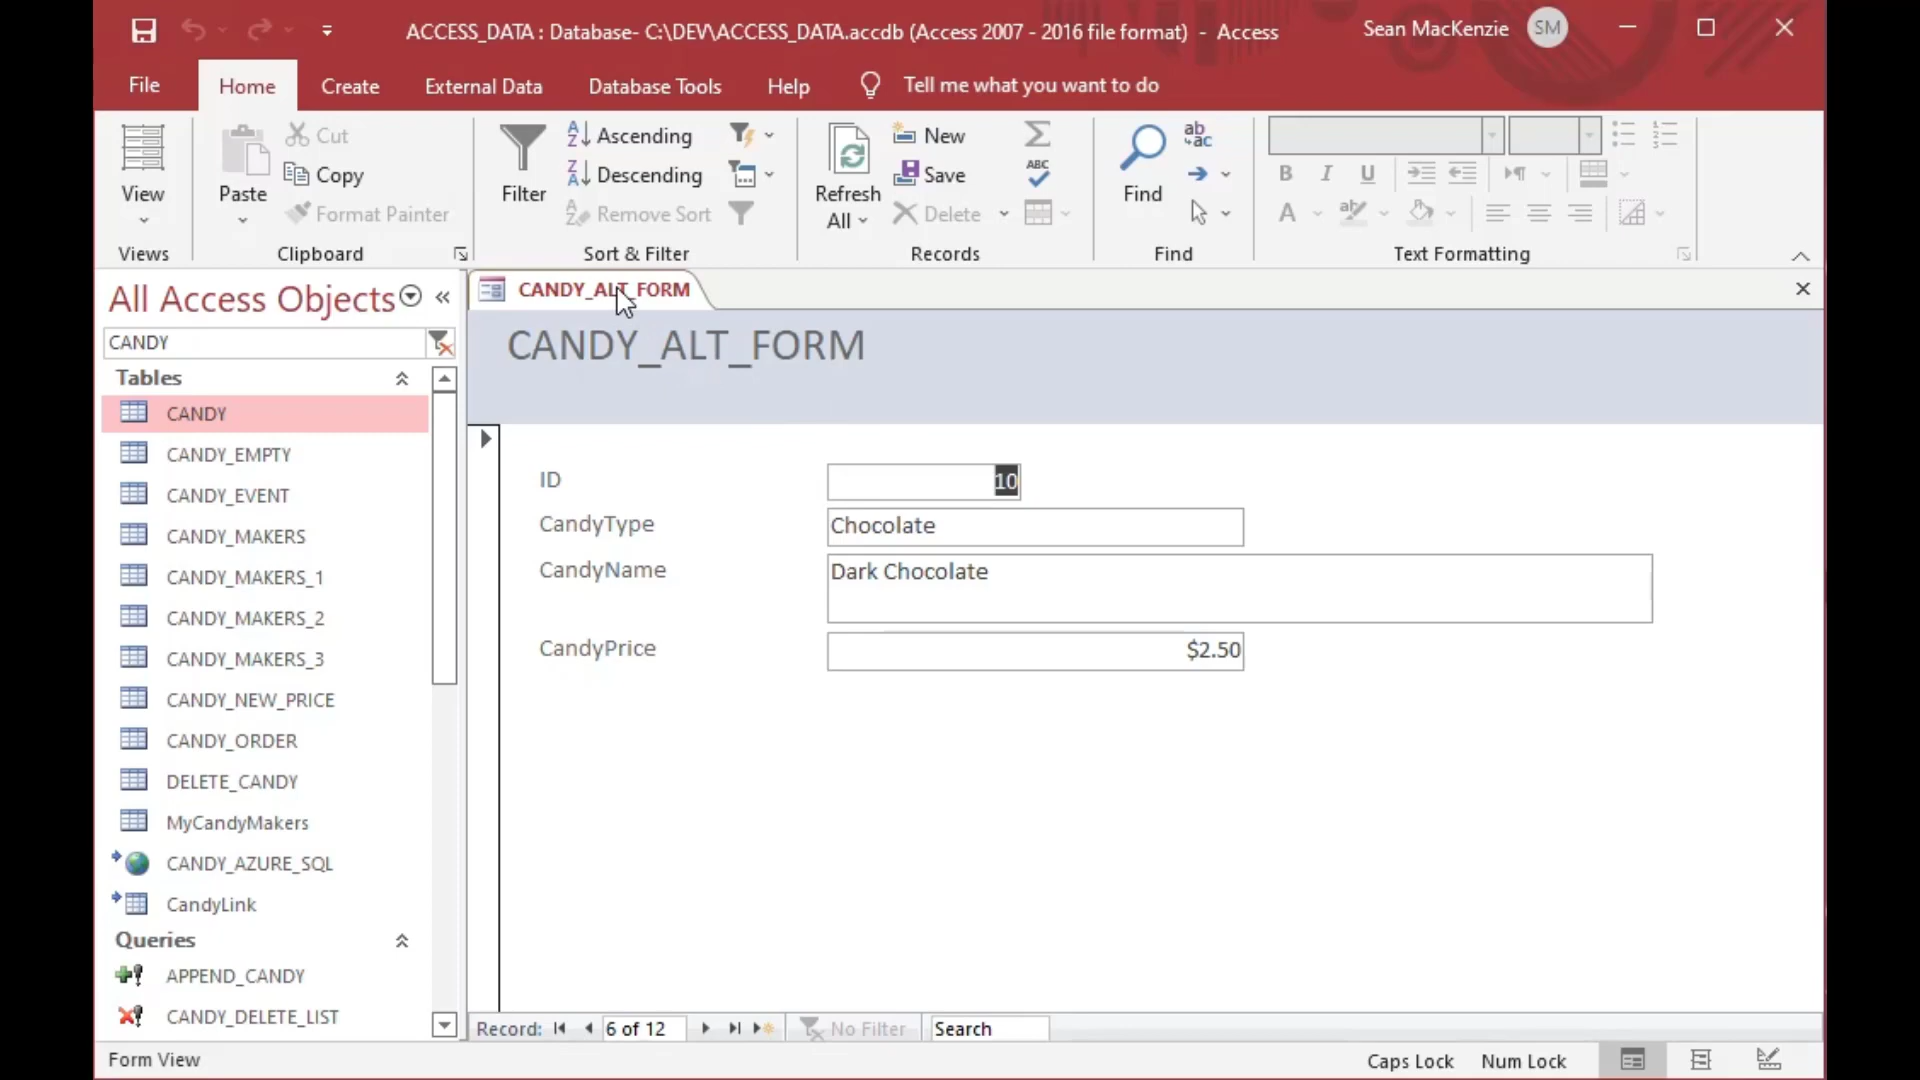 ACCESS_DATA : Database- C:\DEV\ACCESS_DATA.accdb (Access 2007 - 2016 file format) - Access
Sean MacKenzie
SM
File
Home
Create
External Data
Database Tools
Help
Tell me what you want to do
View
Views
Paste
Cut
Copy
Format Painter
Clipboard
Filter
Ascending
Descending
Remove Sort
Sort & Filter
Refresh
All
New
Save
Delete
ABC
Records
Find
ab
ac
Find
B I U
A
Text Formatting
All Access Objects
CANDY
Tables
CANDY
CANDY_EMPTY
CANDY_EVENT
CANDY_MAKERS
CANDY_MAKERS_1
CANDY_MAKERS_2
CANDY_MAKERS_3
CANDY_NEW_PRICE
CANDY_ORDER
DELETE_CANDY
MyCandyMakers
CANDY_AZURE_SQL
CandyLink
Queries
APPEND_CANDY
CANDY_DELETE_LIST
CANDY_ALT_FORM
CANDY_ALT_FORM
ID
10
CandyType
Chocolate
CandyName
Dark Chocolate
CandyPrice
$2.50
Record:
6 of 12
No Filter
Search
Form View
Caps Lock
Num Lock